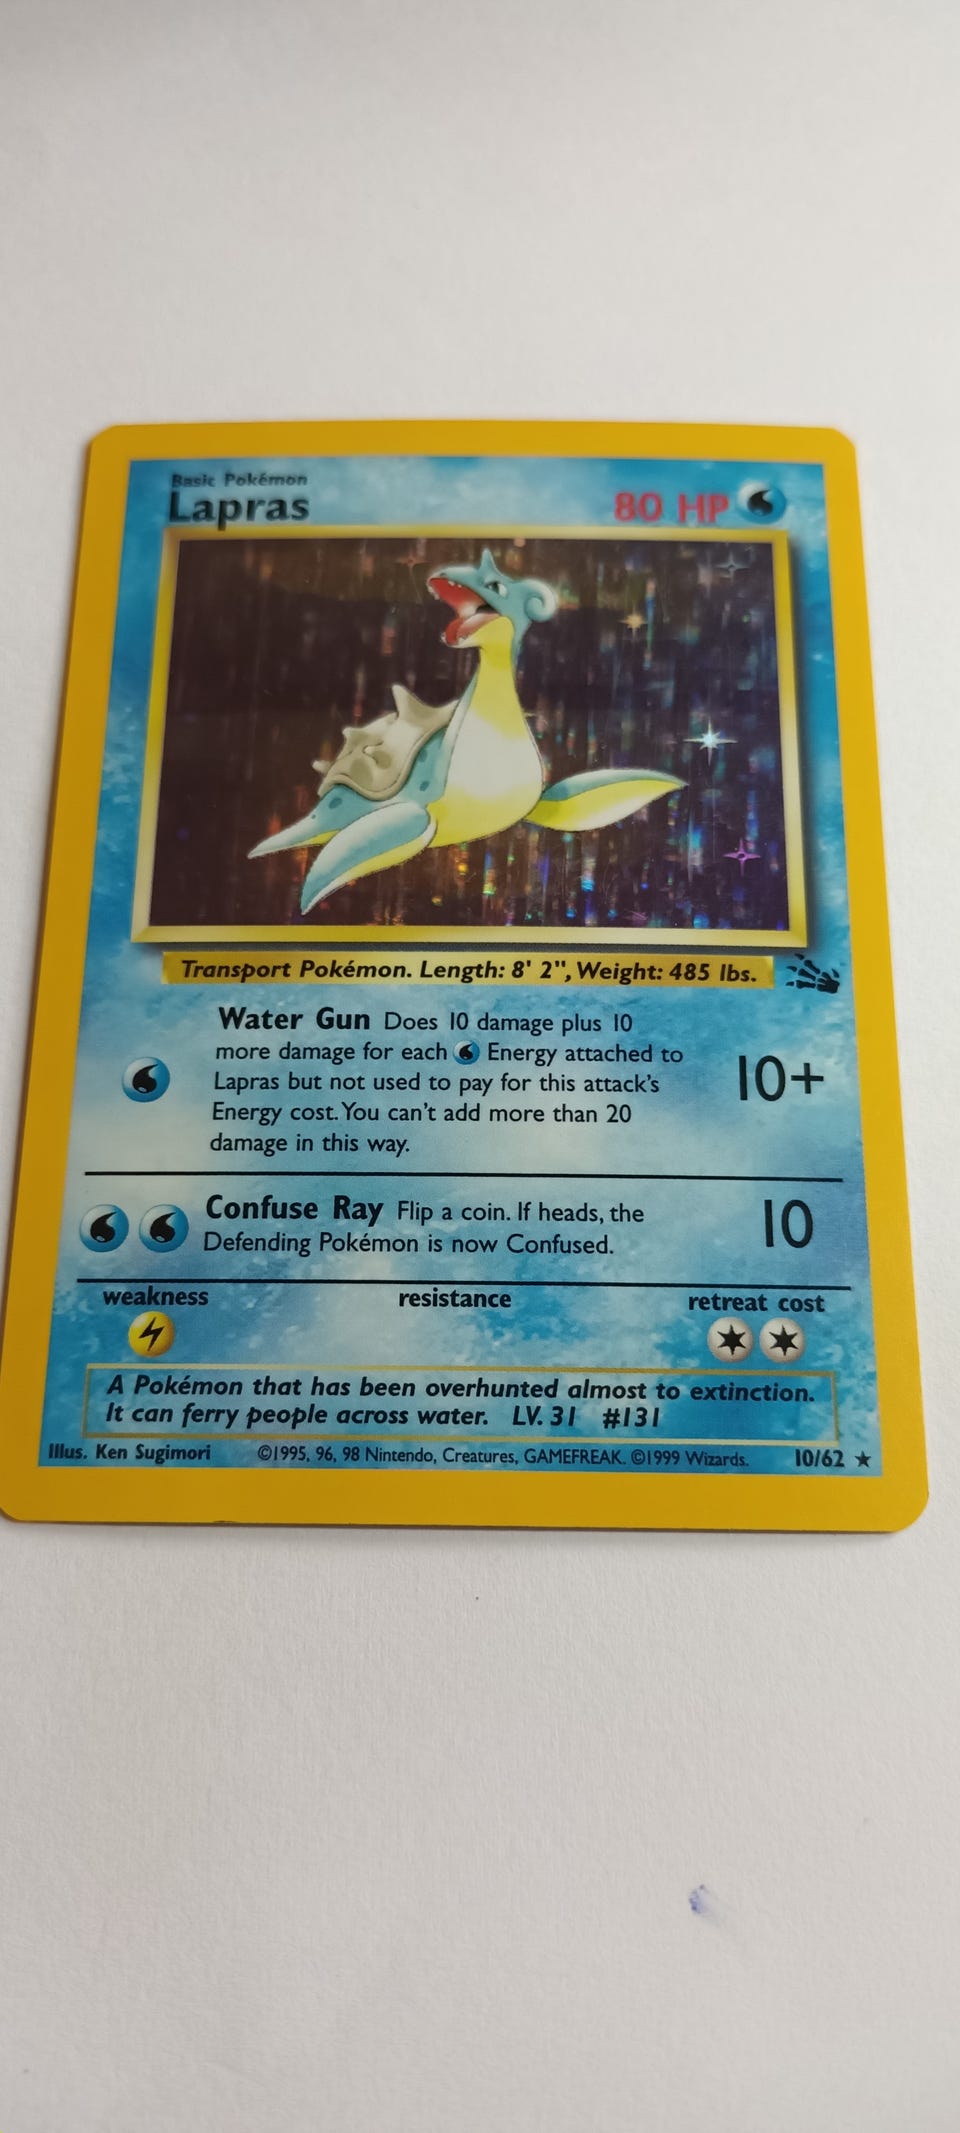 Basic Pokémon
Lapras
80 HP
Transport Pokémon. Length: 8' 2", Weight: 485 lbs.
Water Gun Does 10 damage plus 10
more damage for each Energy attached to
Lapras but not used to pay for this attack's
Energy cost. You can't add more than 20
damage in this way.
10+
Confuse Ray Flip a coin. If heads, the
Defending Pokémon is now Confused.
10
weakness resistance retreat cost
A Pokémon that has been overhunted almost to extinction.
It can ferry people across water. LV. 31 #131
Illus. Ken Sugimori ©1995, 96, 98 Nintendo, Creatures, GAMEFREAK. ©1999 Wizards. 10/62 ★